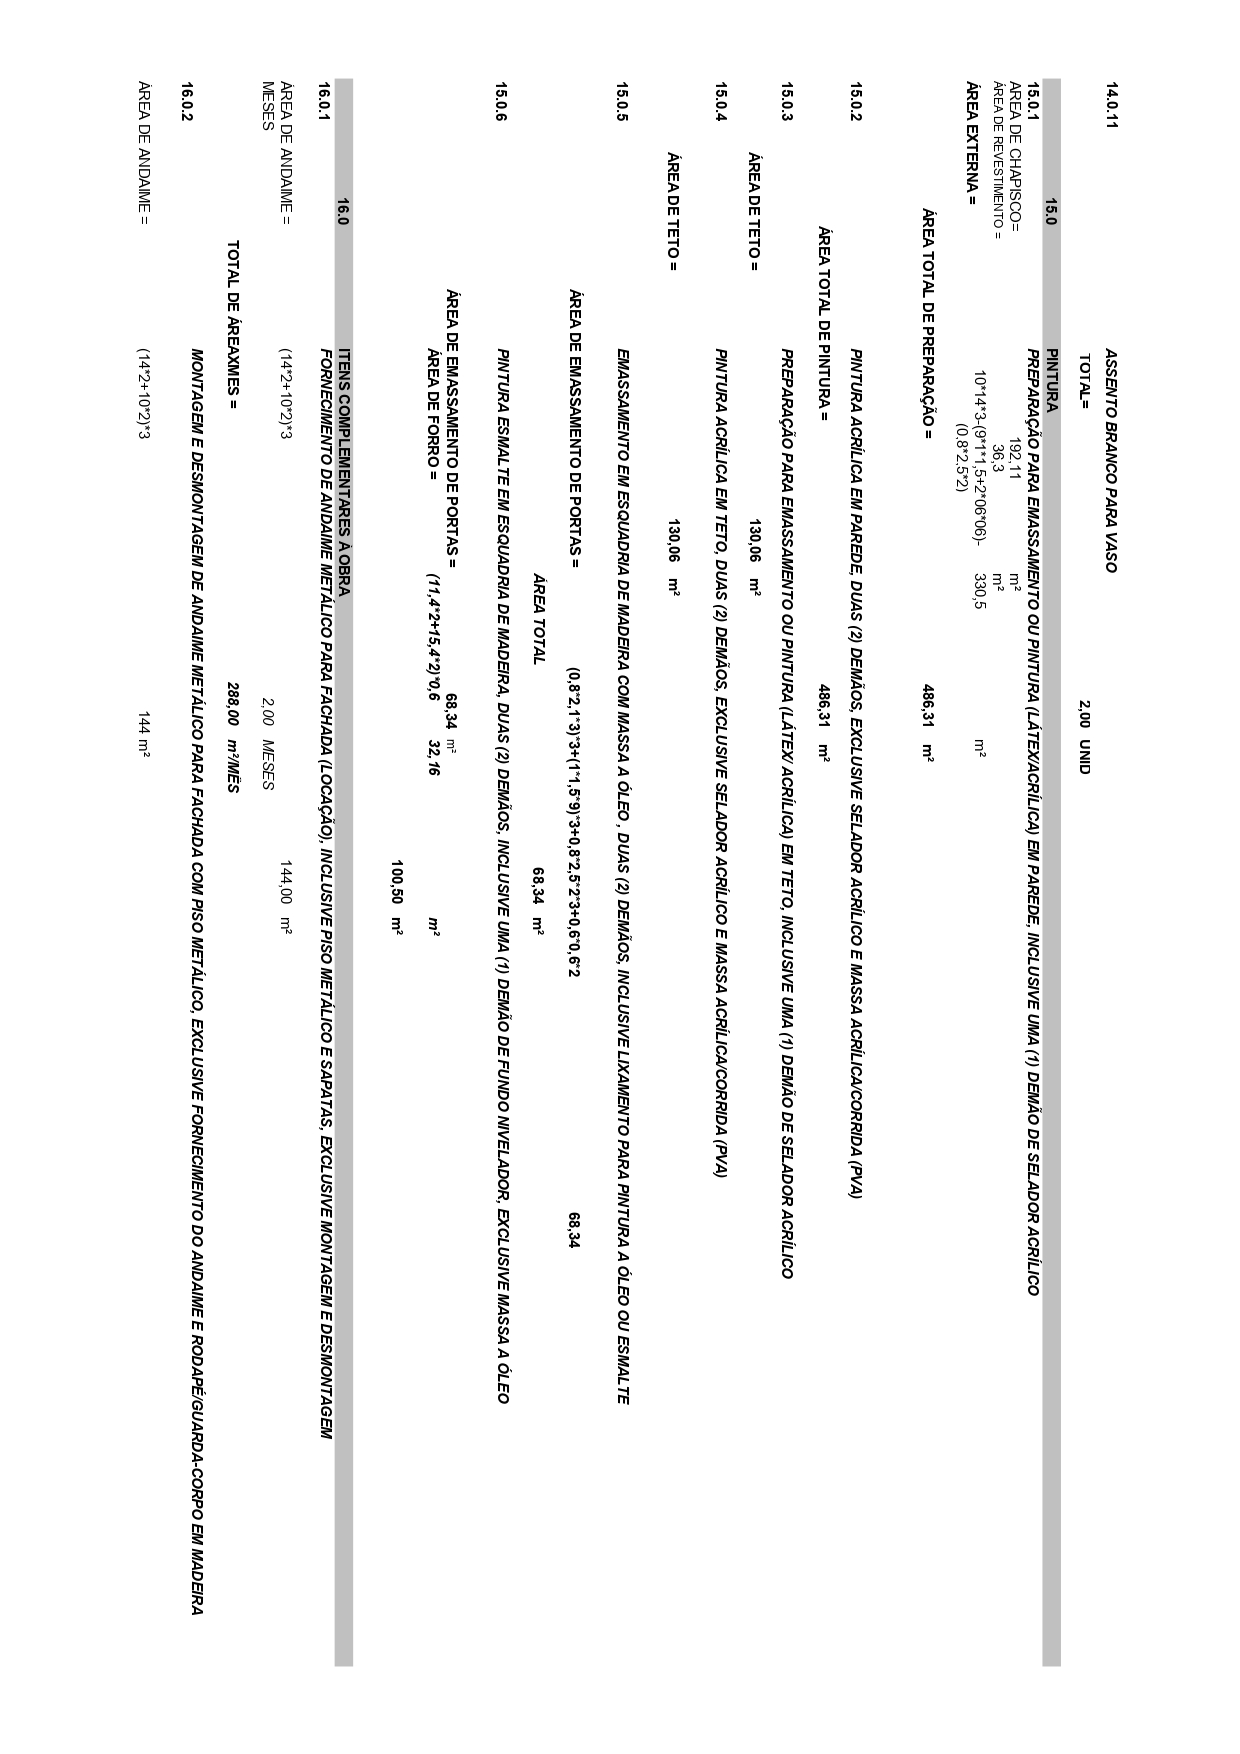 14.0.11 ASSENTO BRANCO PARA VASO
TOTAL= 2,00 UNID
15.0 PINTURA
15.0.1 PREPARAÇÃO PARA EMASSAMENTO OU PINTURA (LÁTEX/ACRÍLICA) EM PAREDE, INCLUSIVE UMA (1) DEMÃO DE SELADOR ACRÍLICO
ÁREA DE CHAPISCO= 192,11 m²
ÁREA DE REVESTIMENTO = 36,3 m²
ÁREA EXTERNA = 10*14*3-(9*1*1,5+2*06*06)- 330,5 m²
(0,8*2,5*2)
ÁREA TOTAL DE PREPARAÇÃO = 486,31 m²
15.0.2 PINTURA ACRÍLICA EM PAREDE, DUAS (2) DEMÃOS, EXCLUSIVE SELADOR ACRÍLICO E MASSA ACRÍLICA/CORRIDA (PVA)
ÁREA TOTAL DE PINTURA = 486,31 m²
15.0.3 PREPARAÇÃO PARA EMASSAMENTO OU PINTURA (LÁTEX/ ACRÍLICA) EM TETO, INCLUSIVE UMA (1) DEMÃO DE SELADOR ACRÍLICO
ÁREA DE TETO = 130,06 m²
15.0.4 PINTURA ACRÍLICA EM TETO, DUAS (2) DEMÃOS, EXCLUSIVE SELADOR ACRÍLICO E MASSA ACRÍLICA/CORRIDA (PVA)
ÁREA DE TETO = 130,06 m²
15.0.5 EMASSAMENTO EM ESQUADRIA DE MADEIRA COM MASSA A ÓLEO , DUAS (2) DEMÃOS, INCLUSIVE LIXAMENTO PARA PINTURA A ÓLEO OU ESMALTE
ÁREA DE EMASSAMENTO DE PORTAS = (0,8*2,1*3)*3+(1*1,5*9)*3+0,8*2,5*2*3+0,6*0,6*2 68,34
ÁREA TOTAL 68,34 m²
15.0.6 PINTURA ESMALTE EM ESQUADRIA DE MADEIRA, DUAS (2) DEMÃOS, INCLUSIVE UMA (1) DEMÃO DE FUNDO NIVELADOR, EXCLUSIVE MASSA A ÓLEO
ÁREA DE EMASSAMENTO DE PORTAS = 68,34 m²
ÁREA DE FORRO = (11,4*2+15,4*2)*0,6 32,16 m²
100,50 m²
16.0 ITENS COMPLEMENTARES À OBRA
16.0.1 FORNECIMENTO DE ANDAIME METÁLICO PARA FACHADA (LOCAÇÃO), INCLUSIVE PISO METÁLICO E SAPATAS, EXCLUSIVE MONTAGEM E DESMONTAGEM
ÁREA DE ANDAIME = (14*2+10*2)*3 144,00 m²
MESES 2,00 MESES
TOTAL DE ÁREAXMES = 288,00 m²/MÊS
16.0.2 MONTAGEM E DESMONTAGEM DE ANDAIME METÁLICO PARA FACHADA COM PISO METÁLICO, EXCLUSIVE FORNECIMENTO DO ANDAIME E RODAPÉ/GUARDA-CORPO EM MADEIRA
ÁREA DE ANDAIME = (14*2+10*2)*3 144 m²